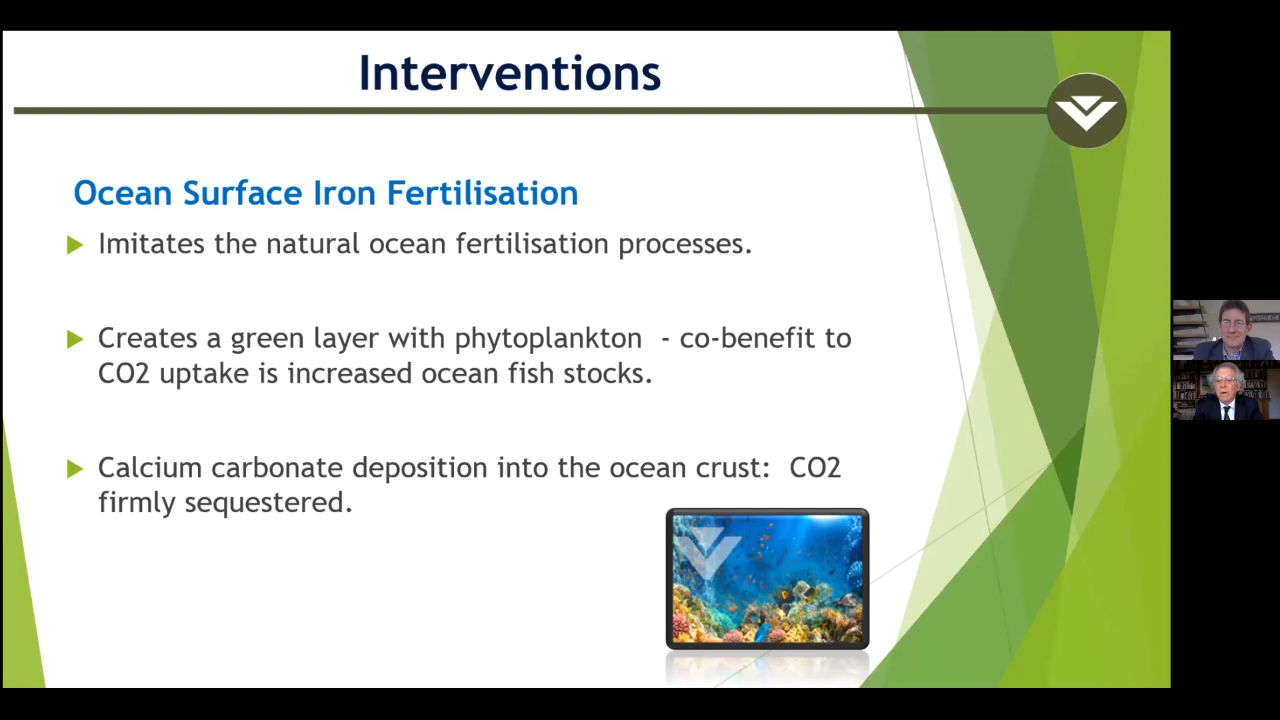 Interventions
Ocean Surface Iron Fertilisation
Imitates the natural ocean fertilisation processes.
Creates a green layer with phytoplankton - co-benefit to
CO2 uptake is increased ocean fish stocks.
Calcium carbonate deposition into the ocean crust: CO2
firmly sequestered.